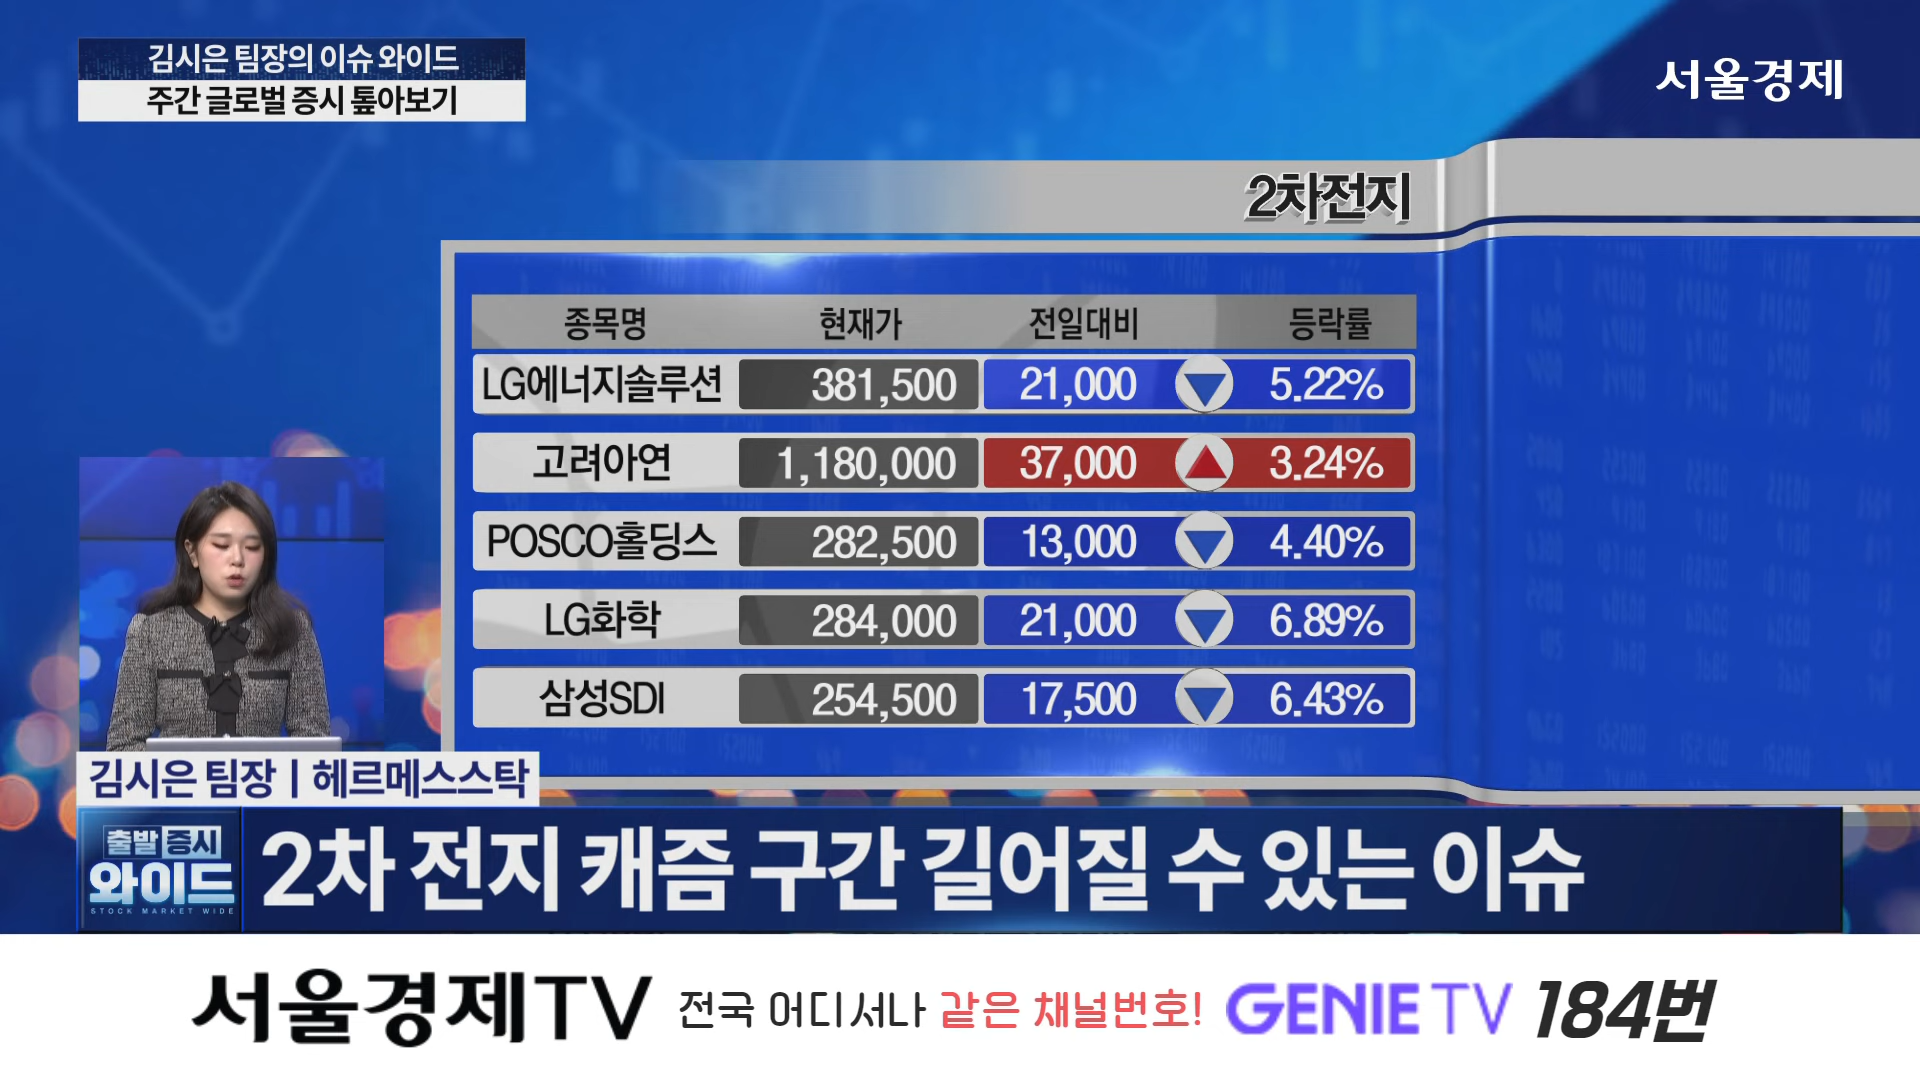 김시은 팀장의 이슈 와이드
주간 글로벌 증시 톺아보기
서울경제
2차전지
종목명 현재가 전일대비 등락률
LG에너지솔루션 381,500 21,000 ▼ 5.22%
고려아연 1,180,000 37,000 ▲ 3.24%
POSCO홀딩스 282,500 13,000 ▼ 4.40%
LG화학 284,000 21,000 ▼ 6.89%
삼성SDI 254,500 17,500 ▼ 6.43%
김시은 팀장 | 헤르메스스탁
출발 증시
와이드
STOCK MARKET WIDE
2차 전지 캐즘 구간 길어질 수 있는 이슈
서울경제TV 전국 어디서나 같은 채널번호! GENIE TV 184번